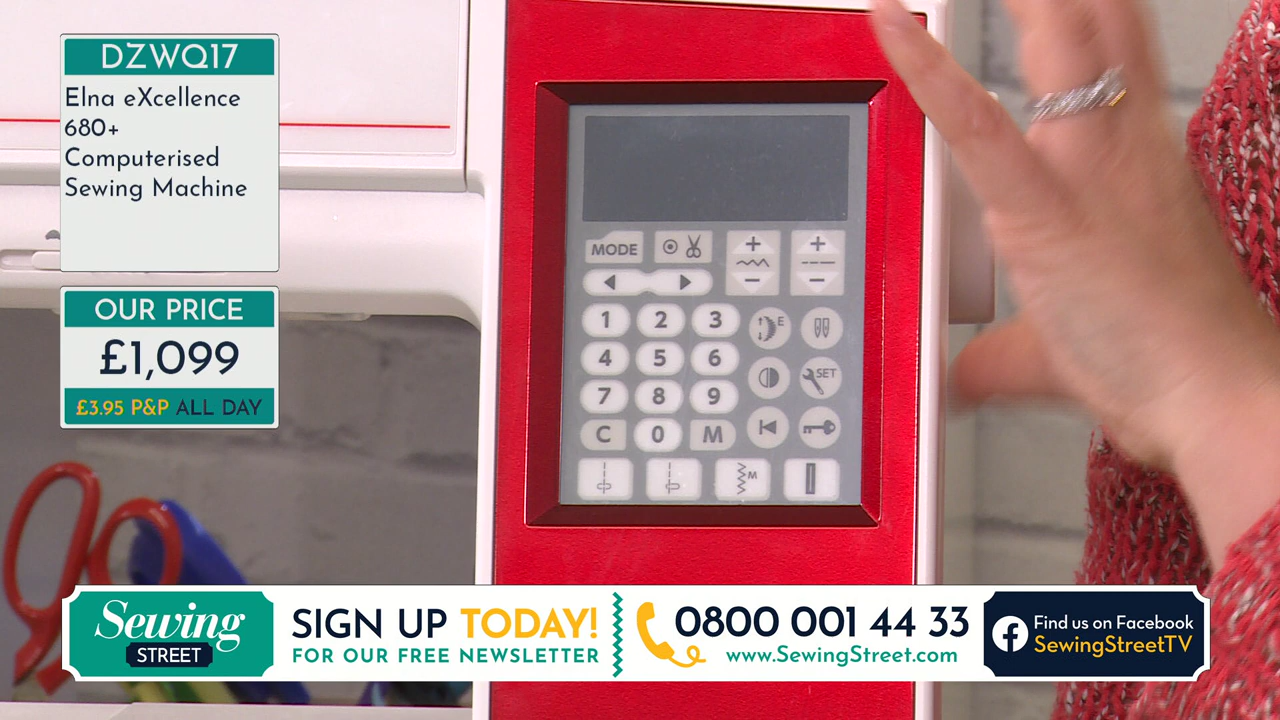 DZWQ17
Elna eXcellence
680+
Computerised
Sewing Machine
OUR PRICE
£1,099
£3.95 P&P ALL DAY
MODE
+ +
- -
1 2 3 E
4 5 6
SET
7 8 9
C 0 M
M
Sewing
STREET
SIGN UP TODAY!
FOR OUR FREE NEWSLETTER
0800 001 44 33
www.SewingStreet.com
Find us on Facebook
SewingStreetTV